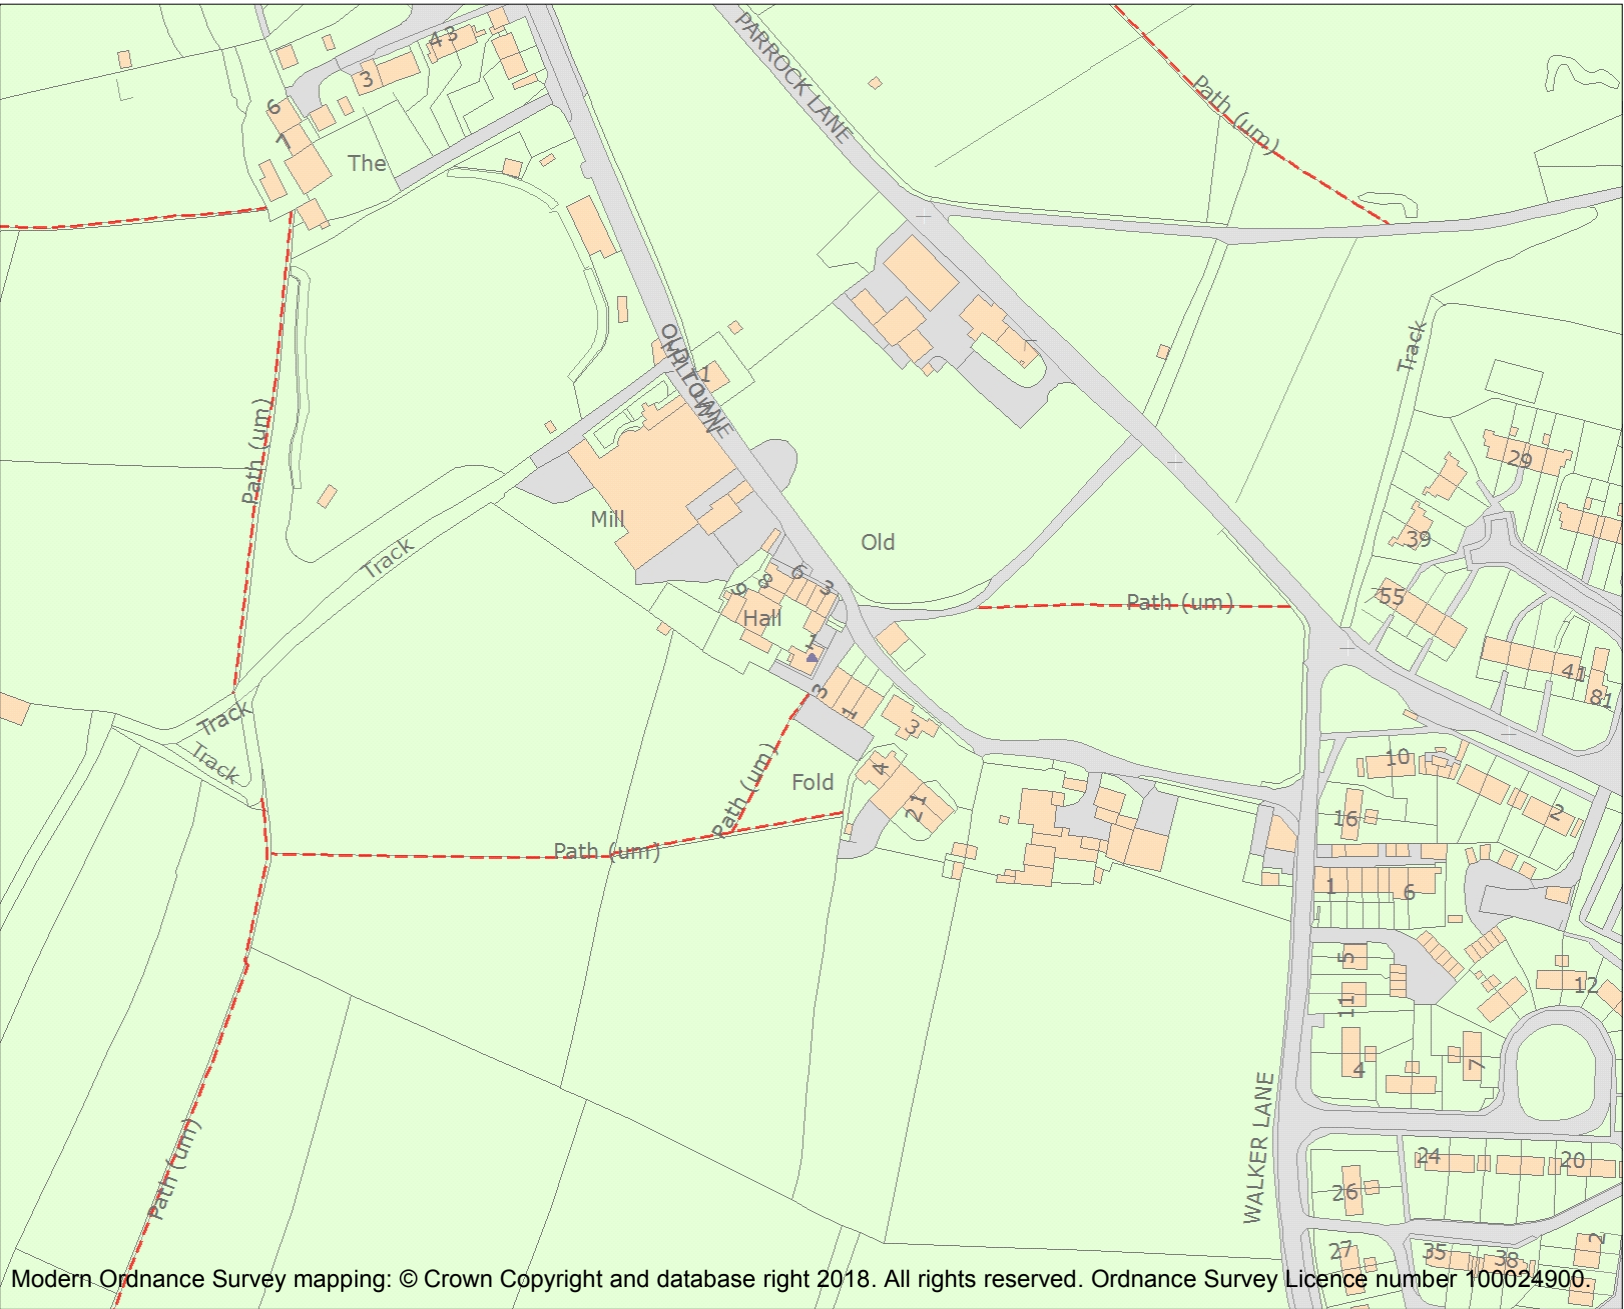 PARROCK LANE
4 3
3
6
7
The
Path (um)
OLD TOWN
MILL LANE
1
Track
Path (um)
29
Mill
Old
39
Track
9 8 6 3
55
Path (um)
Hall
1
41
81
3
1
3
Track
Track
10
4
Fold
21
2
16
Path (um)
Path (um)
1
6
5
12
11
4
7
WALKER LANE
Path (um)
24
20
26
27
35
38
2
Modern Ordnance Survey mapping: © Crown Copyright and database right 2018. All rights reserved. Ordnance Survey Licence number 100024900.